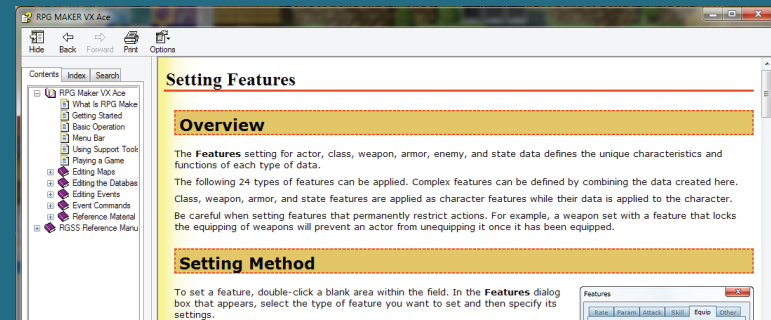 RPG MAKER VX Ace
Hide Back Forward Print Options
Contents Index Search
RPG Maker VX Ace
What Is RPG Make
Getting Started
Basic Operation
Menu Bar
Using Support Tools
Playing a Game
Editing Maps
Editing the Databas
Editing Events
Event Commands
Reference Material
RGSS Reference Manu
Setting Features
Overview
The Features setting for actor, class, weapon, armor, enemy, and state data defines the unique characteristics and
functions of each type of data.
The following 24 types of features can be applied. Complex features can be defined by combining the data created here.
Class, weapon, armor, and state features are applied as character features while their data is applied to the character.
Be careful when setting features that permanently restrict actions. For example, a weapon set with a feature that locks
the equipping of weapons will prevent an actor from unequipping it once it has been equipped.
Setting Method
To set a feature, double-click a blank area within the field. In the Features dialog
box that appears, select the type of feature you want to set and then specify its
settings.
Features
Rate Param Attack Skill Equip Other